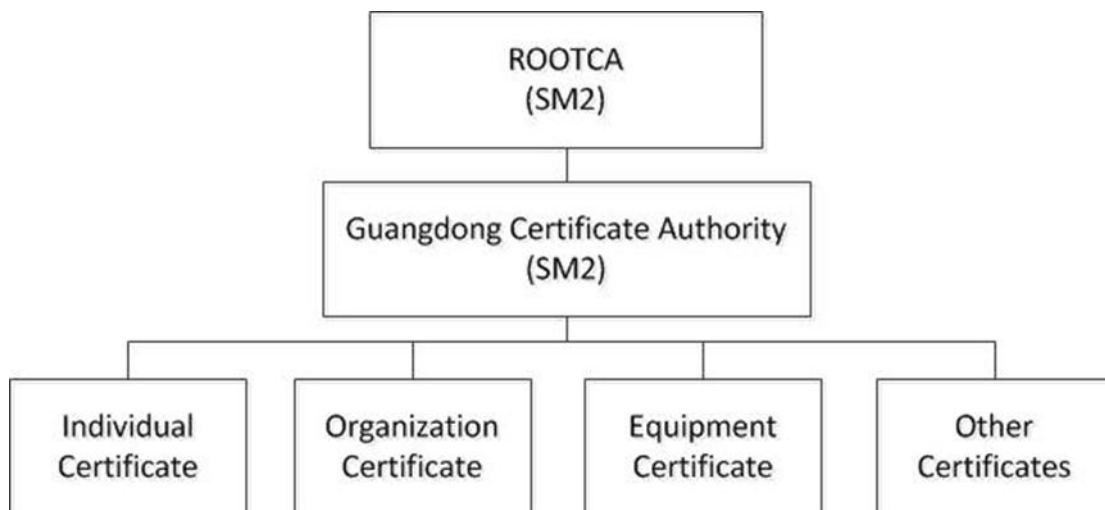 ROOTCA
(SM2)
Guangdong Certificate Authority
(SM2)
Individual
Certificate
Organization
Certificate
Equipment
Certificate
Other
Certificates